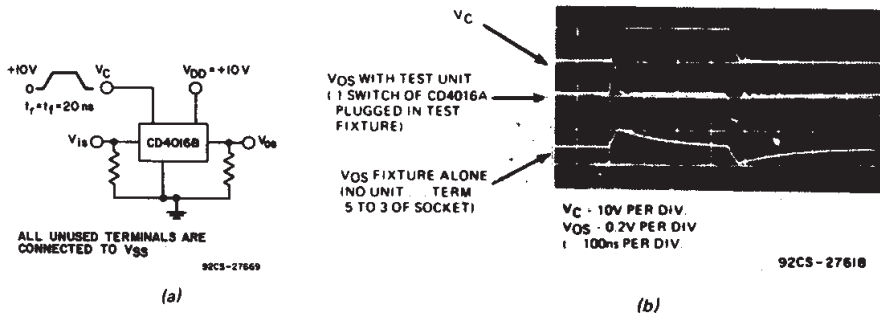 +10V
0
tr=tf=20ns
VC
VDD=+10V
Vis
CD4016B
Vos
ALL UNUSED TERMINALS ARE
CONNECTED TO VSS
92CS-27669
(a)
VC
VOS WITH TEST UNIT
(1 SWITCH OF CD4016A
PLUGGED IN TEST
FIXTURE)
VOS FIXTURE ALONE
(NO UNIT... TERM
5 TO 3 OF SOCKET)
VC - 10V PER DIV.
VOS - 0.2V PER DIV
t 100ns PER DIV.
92CS-27618
(b)